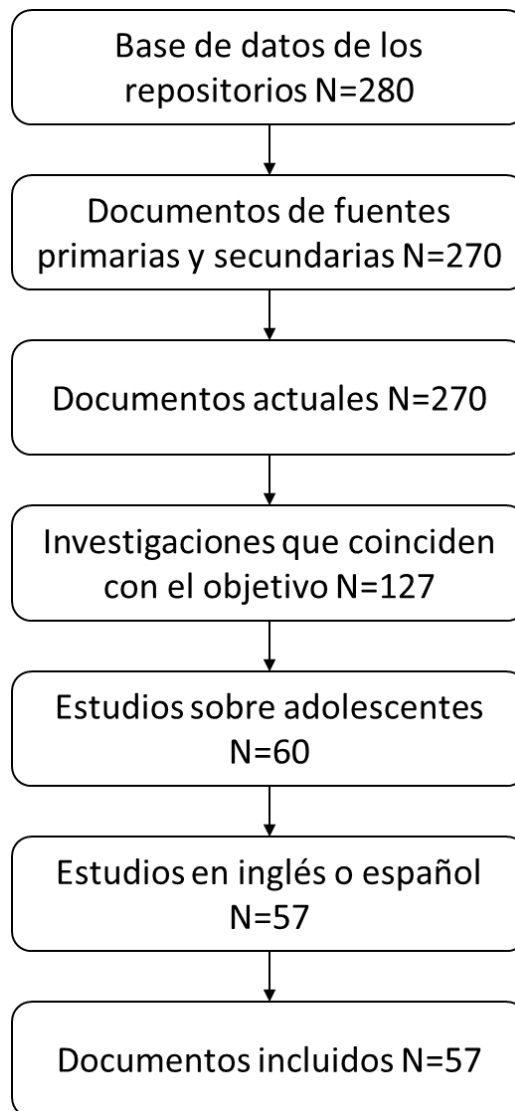 Base de datos de los
repositorios N=280
Documentos de fuentes
primarias y secundarias N=270
Documentos actuales N=270
Investigaciones que coinciden
con el objetivo N=127
Estudios sobre adolescentes
N=60
Estudios en inglés o español
N=57
Documentos incluidos N=57